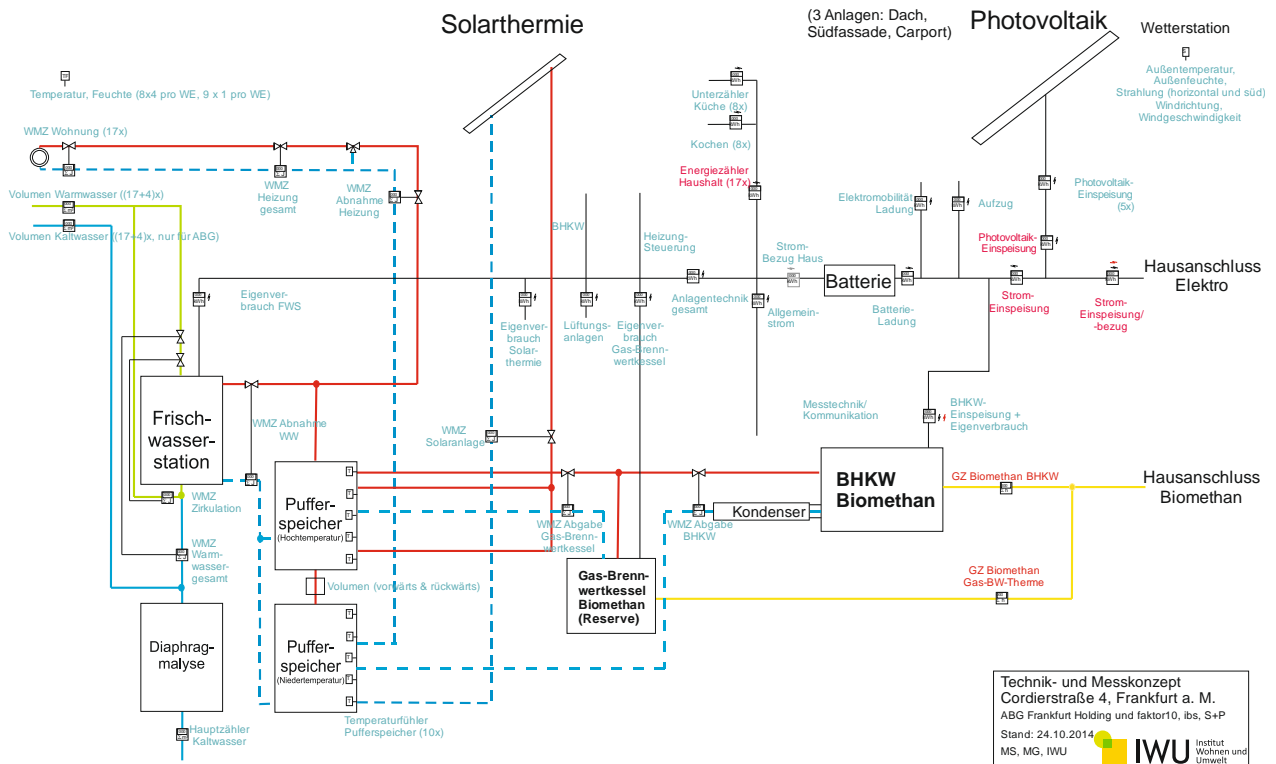 Solarthermie
(3 Anlagen: Dach,
Südfassade, Carport)
Photovoltaik
Wetterstation
Temperatur, Feuchte (8x4 pro WE, 9 x 1 pro WE)
Außentemperatur,
Außenfeuchte,
Strahlung (horizontal und süd)
Windrichtung,
Windgeschwindigkeit
Unterzähler
Küche (8x)
Kochen (8x)
WMZ Wohnung (17x)
WMZ
Heizung
gesamt
WMZ
Abnahme
Heizung
Energiezähler
Haushalt (17x)
Elektromobilität
Ladung
Aufzug
Photovoltaik-
Einspeisung
(5x)
Volumen Warmwasser ((17+4)x)
Volumen Kaltwasser ((17+4)x, nur für ABG)
BHKW
Heizung-
Steuerung
Strom-
Bezug Haus
Photovoltaik-
Einspeisung
Batterie
Hausanschluss
Elektro
Eigenver-
brauch FWS
Eigenver-
brauch
Solar-
thermie
Lüftungs-
anlagen
Eigenver-
brauch
Gas-Brenn-
wertkessel
Anlagentechnik
gesamt
Allgemein-
strom
Batterie-
Ladung
Strom-
Einspeisung
Strom-
Einspeisung/
-bezug
Frisch-
wasser-
station
WMZ Abnahme
WW
WMZ
Solaranlage
Messtechnik/
Kommunikation
BHKW-
Einspeisung +
Eigenverbrauch
WMZ
Zirkulation
Puffer-
speicher
(Hochtemperatur)
T
T
T
T
T
WMZ Abgabe
Gas-Brenn-
wertkessel
WMZ Abgabe
BHKW
Kondenser
BHKW
Biomethan
GZ Biomethan BHKW
Hausanschluss
Biomethan
WMZ
Warm-
wasser-
gesamt
Volumen (vorwärts & rückwärts)
Gas-Brenn-
wertkessel
Biomethan
(Reserve)
GZ Biomethan
Gas-BW-Therme
Diaphrag-
malyse
Puffer-
speicher
(Niedertemperatur)
T
T
T
T
T
Hauptzähler
Kaltwasser
Temperaturfühler
Pufferspeicher (10x)
Technik- und Messkonzept
Cordierstraße 4, Frankfurt a. M.
ABG Frankfurt Holding und faktor10, ibs, S+P
Stand: 24.10.2014
MS, MG, IWU
IWU
Institut
Wohnen und
Umwelt